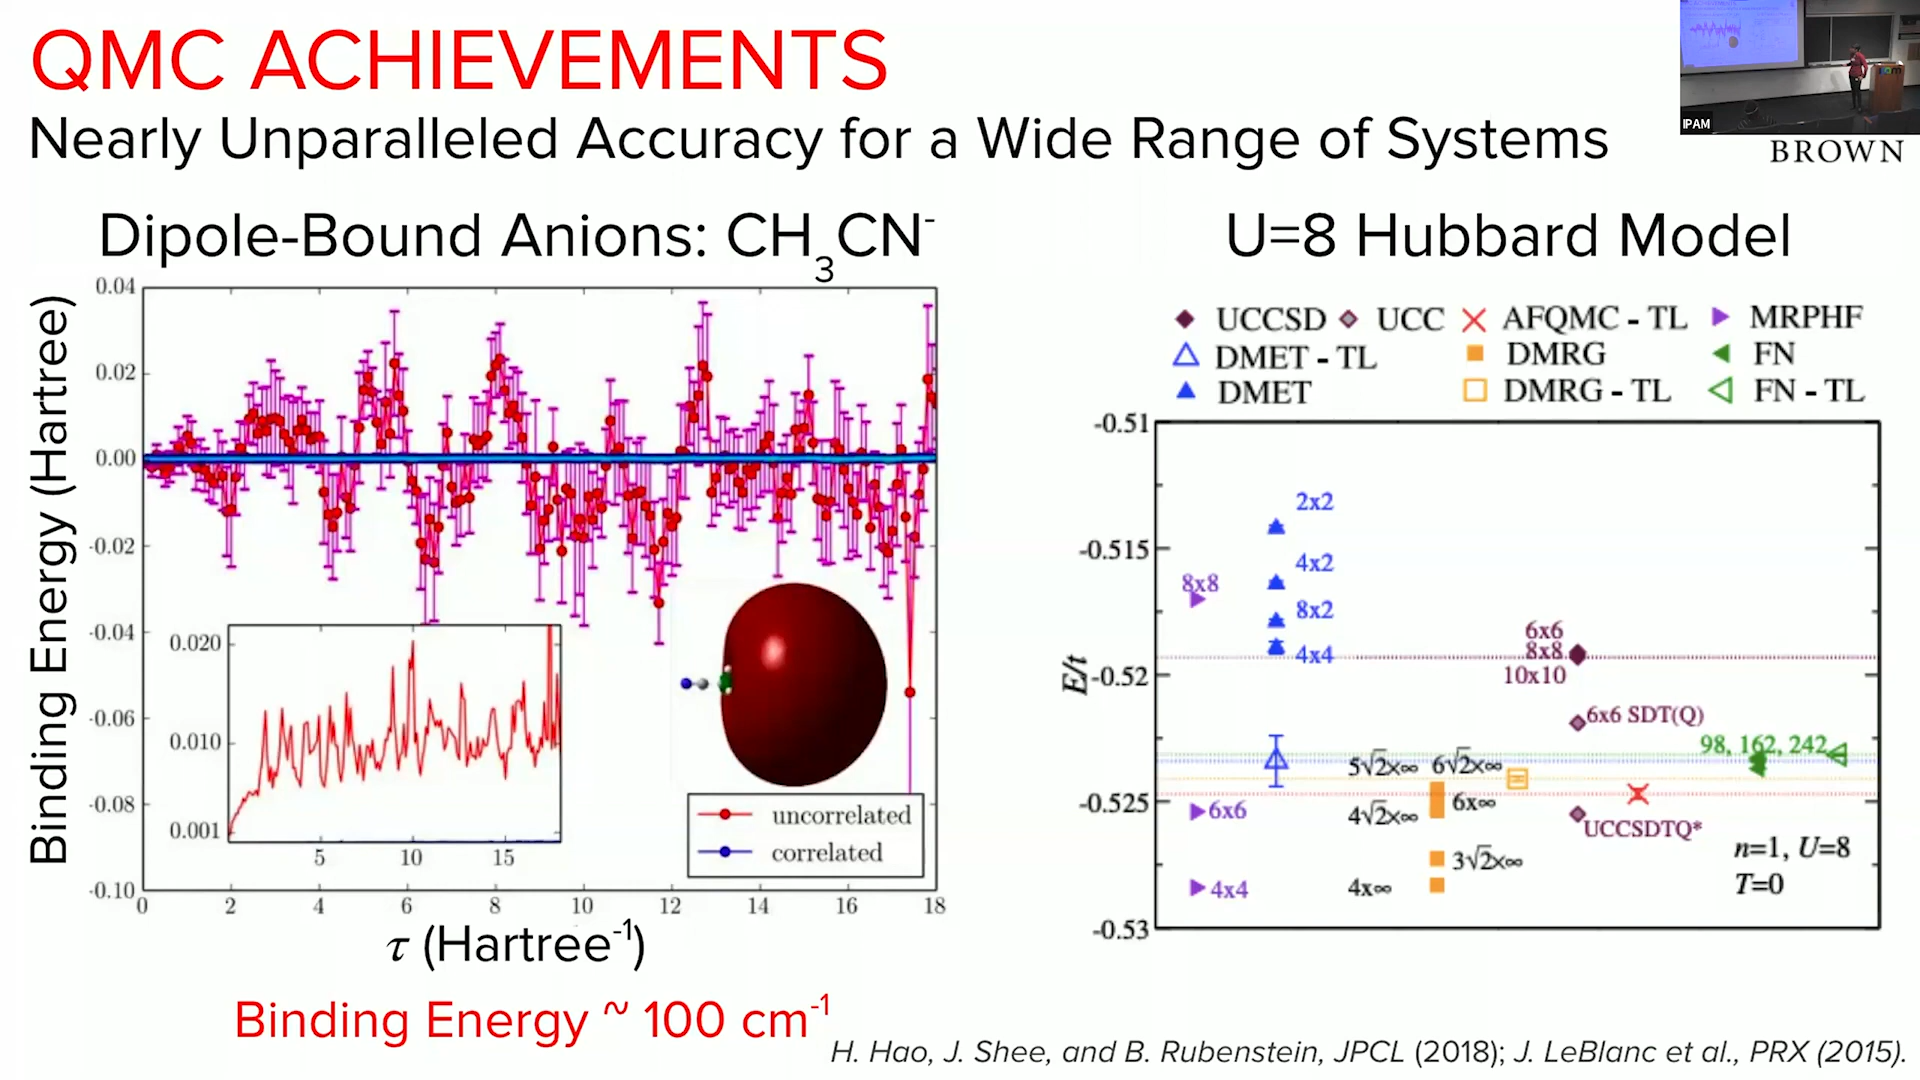 QMC ACHIEVEMENTS
Nearly Unparalleled Accuracy for a Wide Range of Systems
IPAM
BROWN
Dipole-Bound Anions: CH3CN-
Binding Energy (Hartree)
0.04
0.02
0.00
-0.02
-0.04
-0.06
-0.08
-0.10
0.020
0.010
0.001
5 10 15
uncorrelated
correlated
0 2 4 6 8 10 12 14 16 18
τ (Hartree-1)
Binding Energy ~ 100 cm-1
U=8 Hubbard Model
UCCSD UCC AFQMC - TL MRPHF
DMET - TL DMRG FN
DMET DMRG - TL FN - TL
E/t
-0.51
-0.515
-0.52
-0.525
-0.53
2x2
4x2
8x8
8x2
4x4
6x6
8x8
10x10
6x6 SDT(Q)
98, 162, 242
5√2x∞ 6√2x∞
6x6
6x∞
4√2x∞
UCCSDTQ*
n=1, U=8
3√2x∞
T=0
4x4
4x∞
H. Hao, J. Shee, and B. Rubenstein, JPCL (2018); J. LeBlanc et al., PRX (2015).